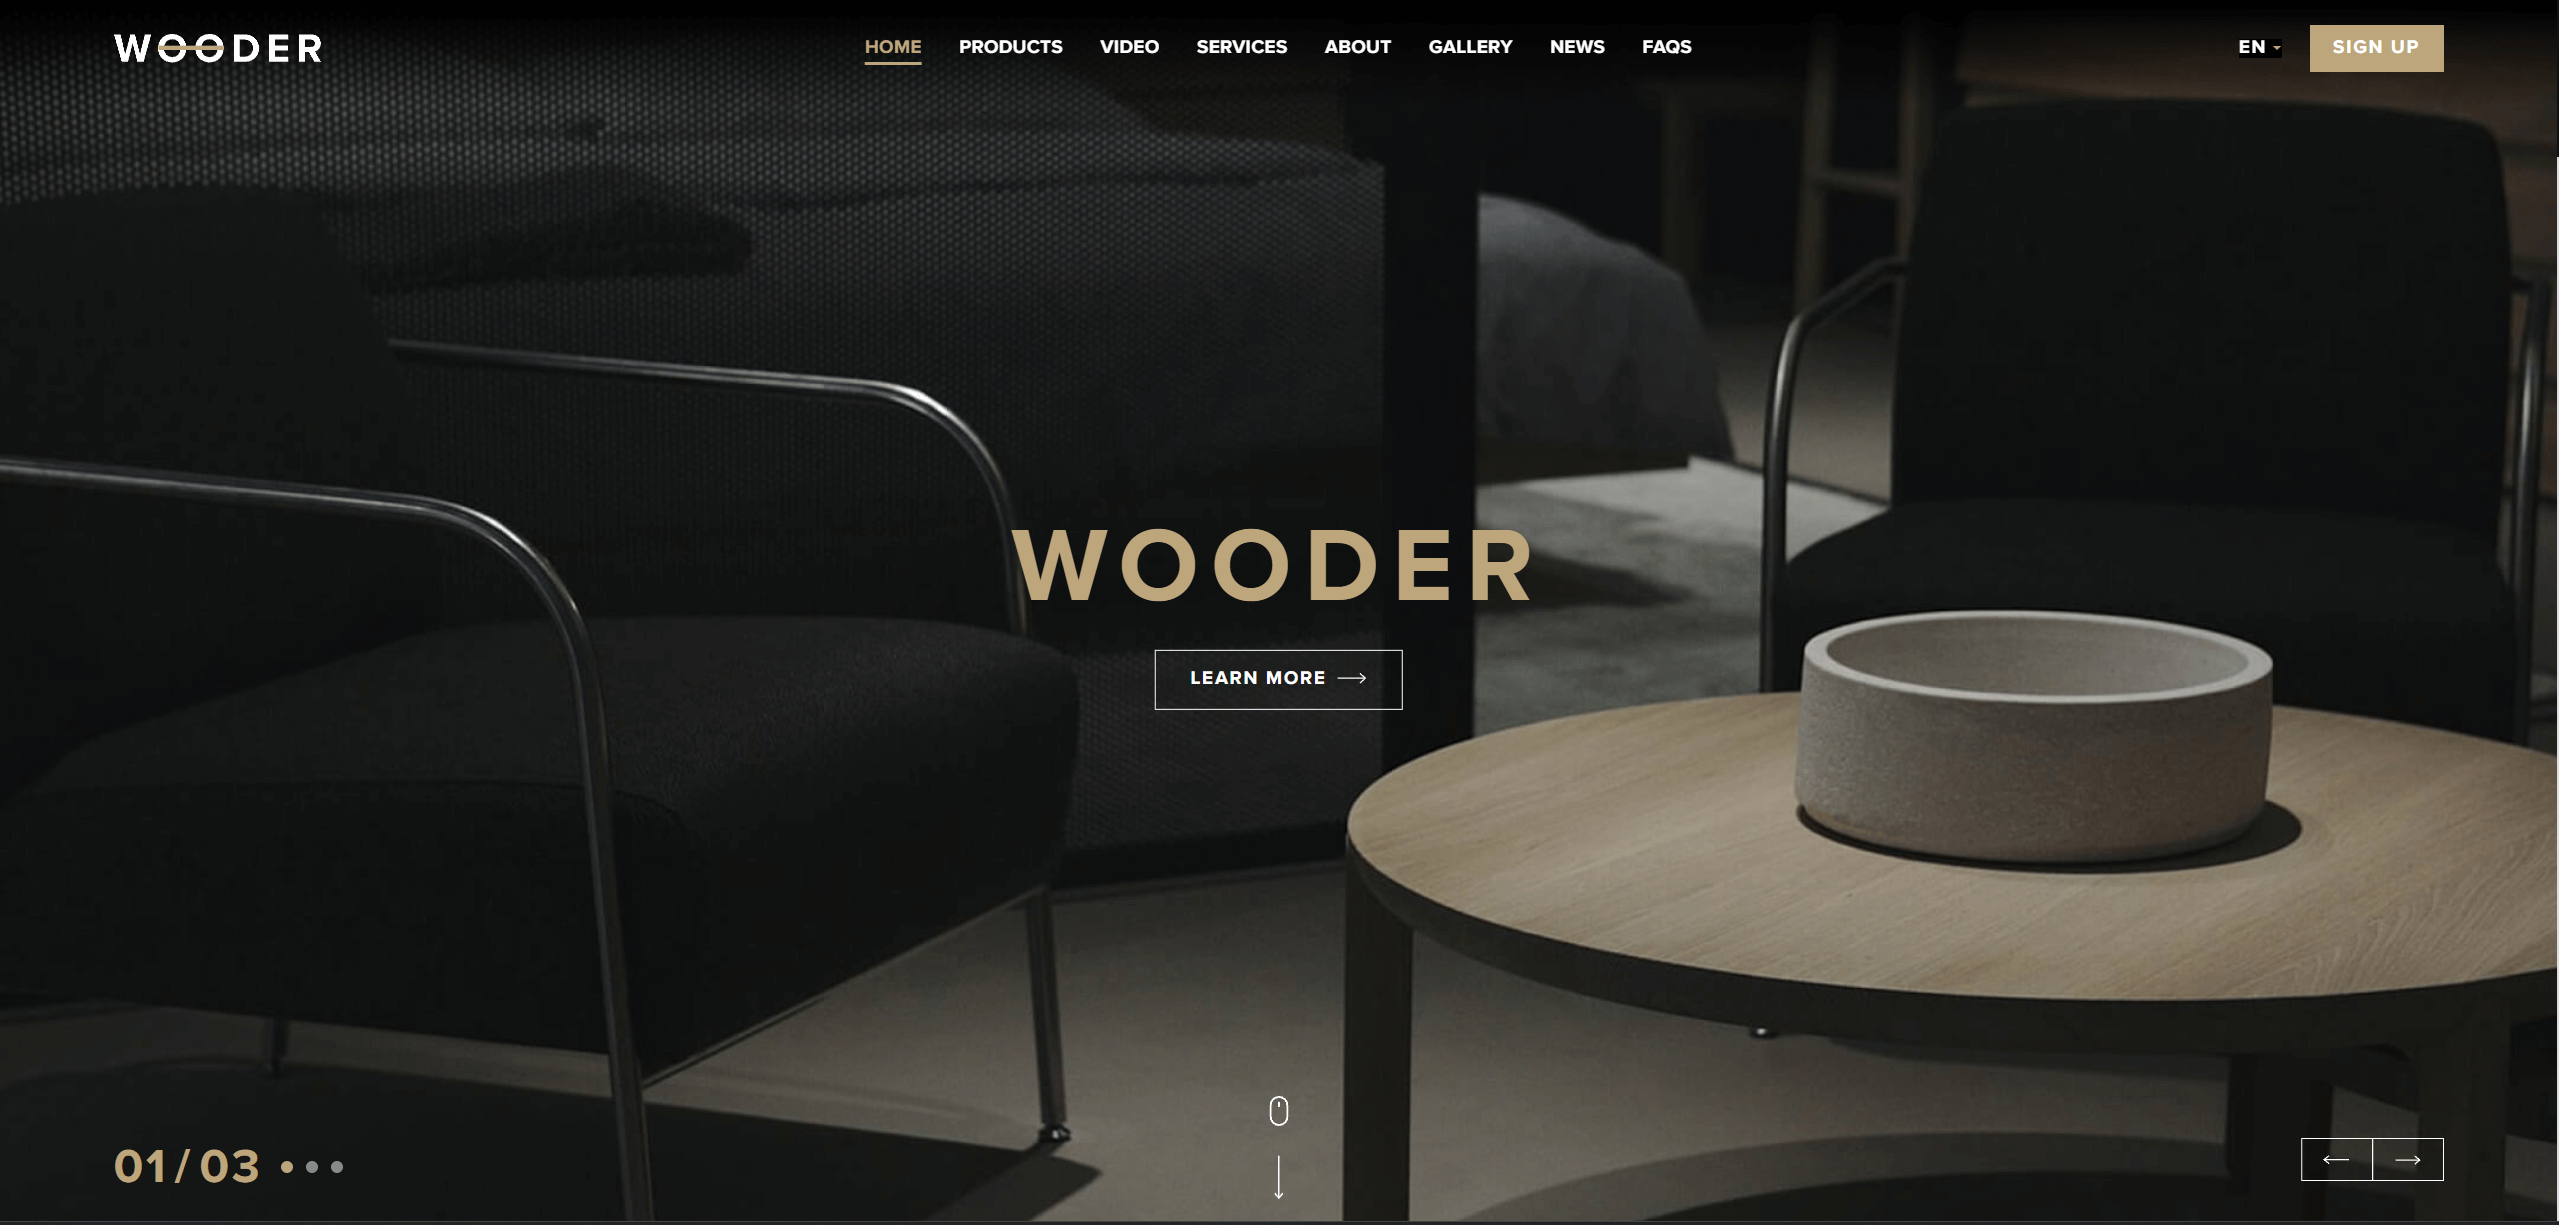 WOODER
HOME PRODUCTS VIDEO SERVICES ABOUT GALLERY NEWS FAQS
EN
SIGN UP
WOODER
LEARN MORE
01/03